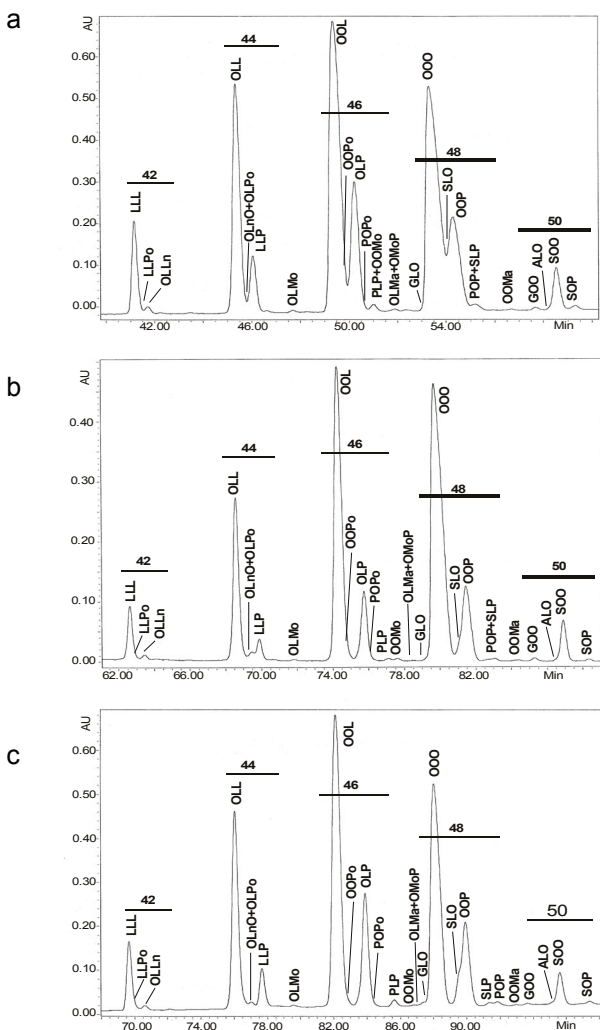 a
AU
0.60
0.40
0.20
0.00
42
LLL
LLPo
OLLn
44
OLL
OLnO+OLPo
LLP
OLMo
46
OOL
OOPo
OLP
POPo
PLP+OOMo
OLMa+OMoP
GLO
48
OOO
SLO
OOP
POP+SLP
OOMa
50
GOO
ALO
SOO
SOP
42.00 46.00 50.00 54.00 Min
b
AU
0.40
0.30
0.20
0.10
0.00
42
LLL
LLPo
OLLn
44
OLL
OLnO+OLPo
LLP
OLMo
46
OOL
OOPo
OLP
POPo
PLP
OOMo
OLMa+OMoP
GLO
48
OOO
SLO
OOP
POP+SLP
OOMa
50
GOO
ALO
SOO
SOP
62.00 66.00 70.00 74.00 78.00 82.00 Min
c
AU
0.60
0.50
0.40
0.30
0.20
0.10
0.00
42
LLL
LLPo
OLLn
44
OLL
OLnO+OLPo
LLP
OLMo
46
OOL
OOPo
OLP
POPo
PLP
OOMo
OLMa+OMoP
GLO
48
OOO
SLO
OOP
SLP
POP
OOMa
50
GOO
ALO
SOO
SOP
70.00 74.00 78.00 82.00 86.00 90.00 Min